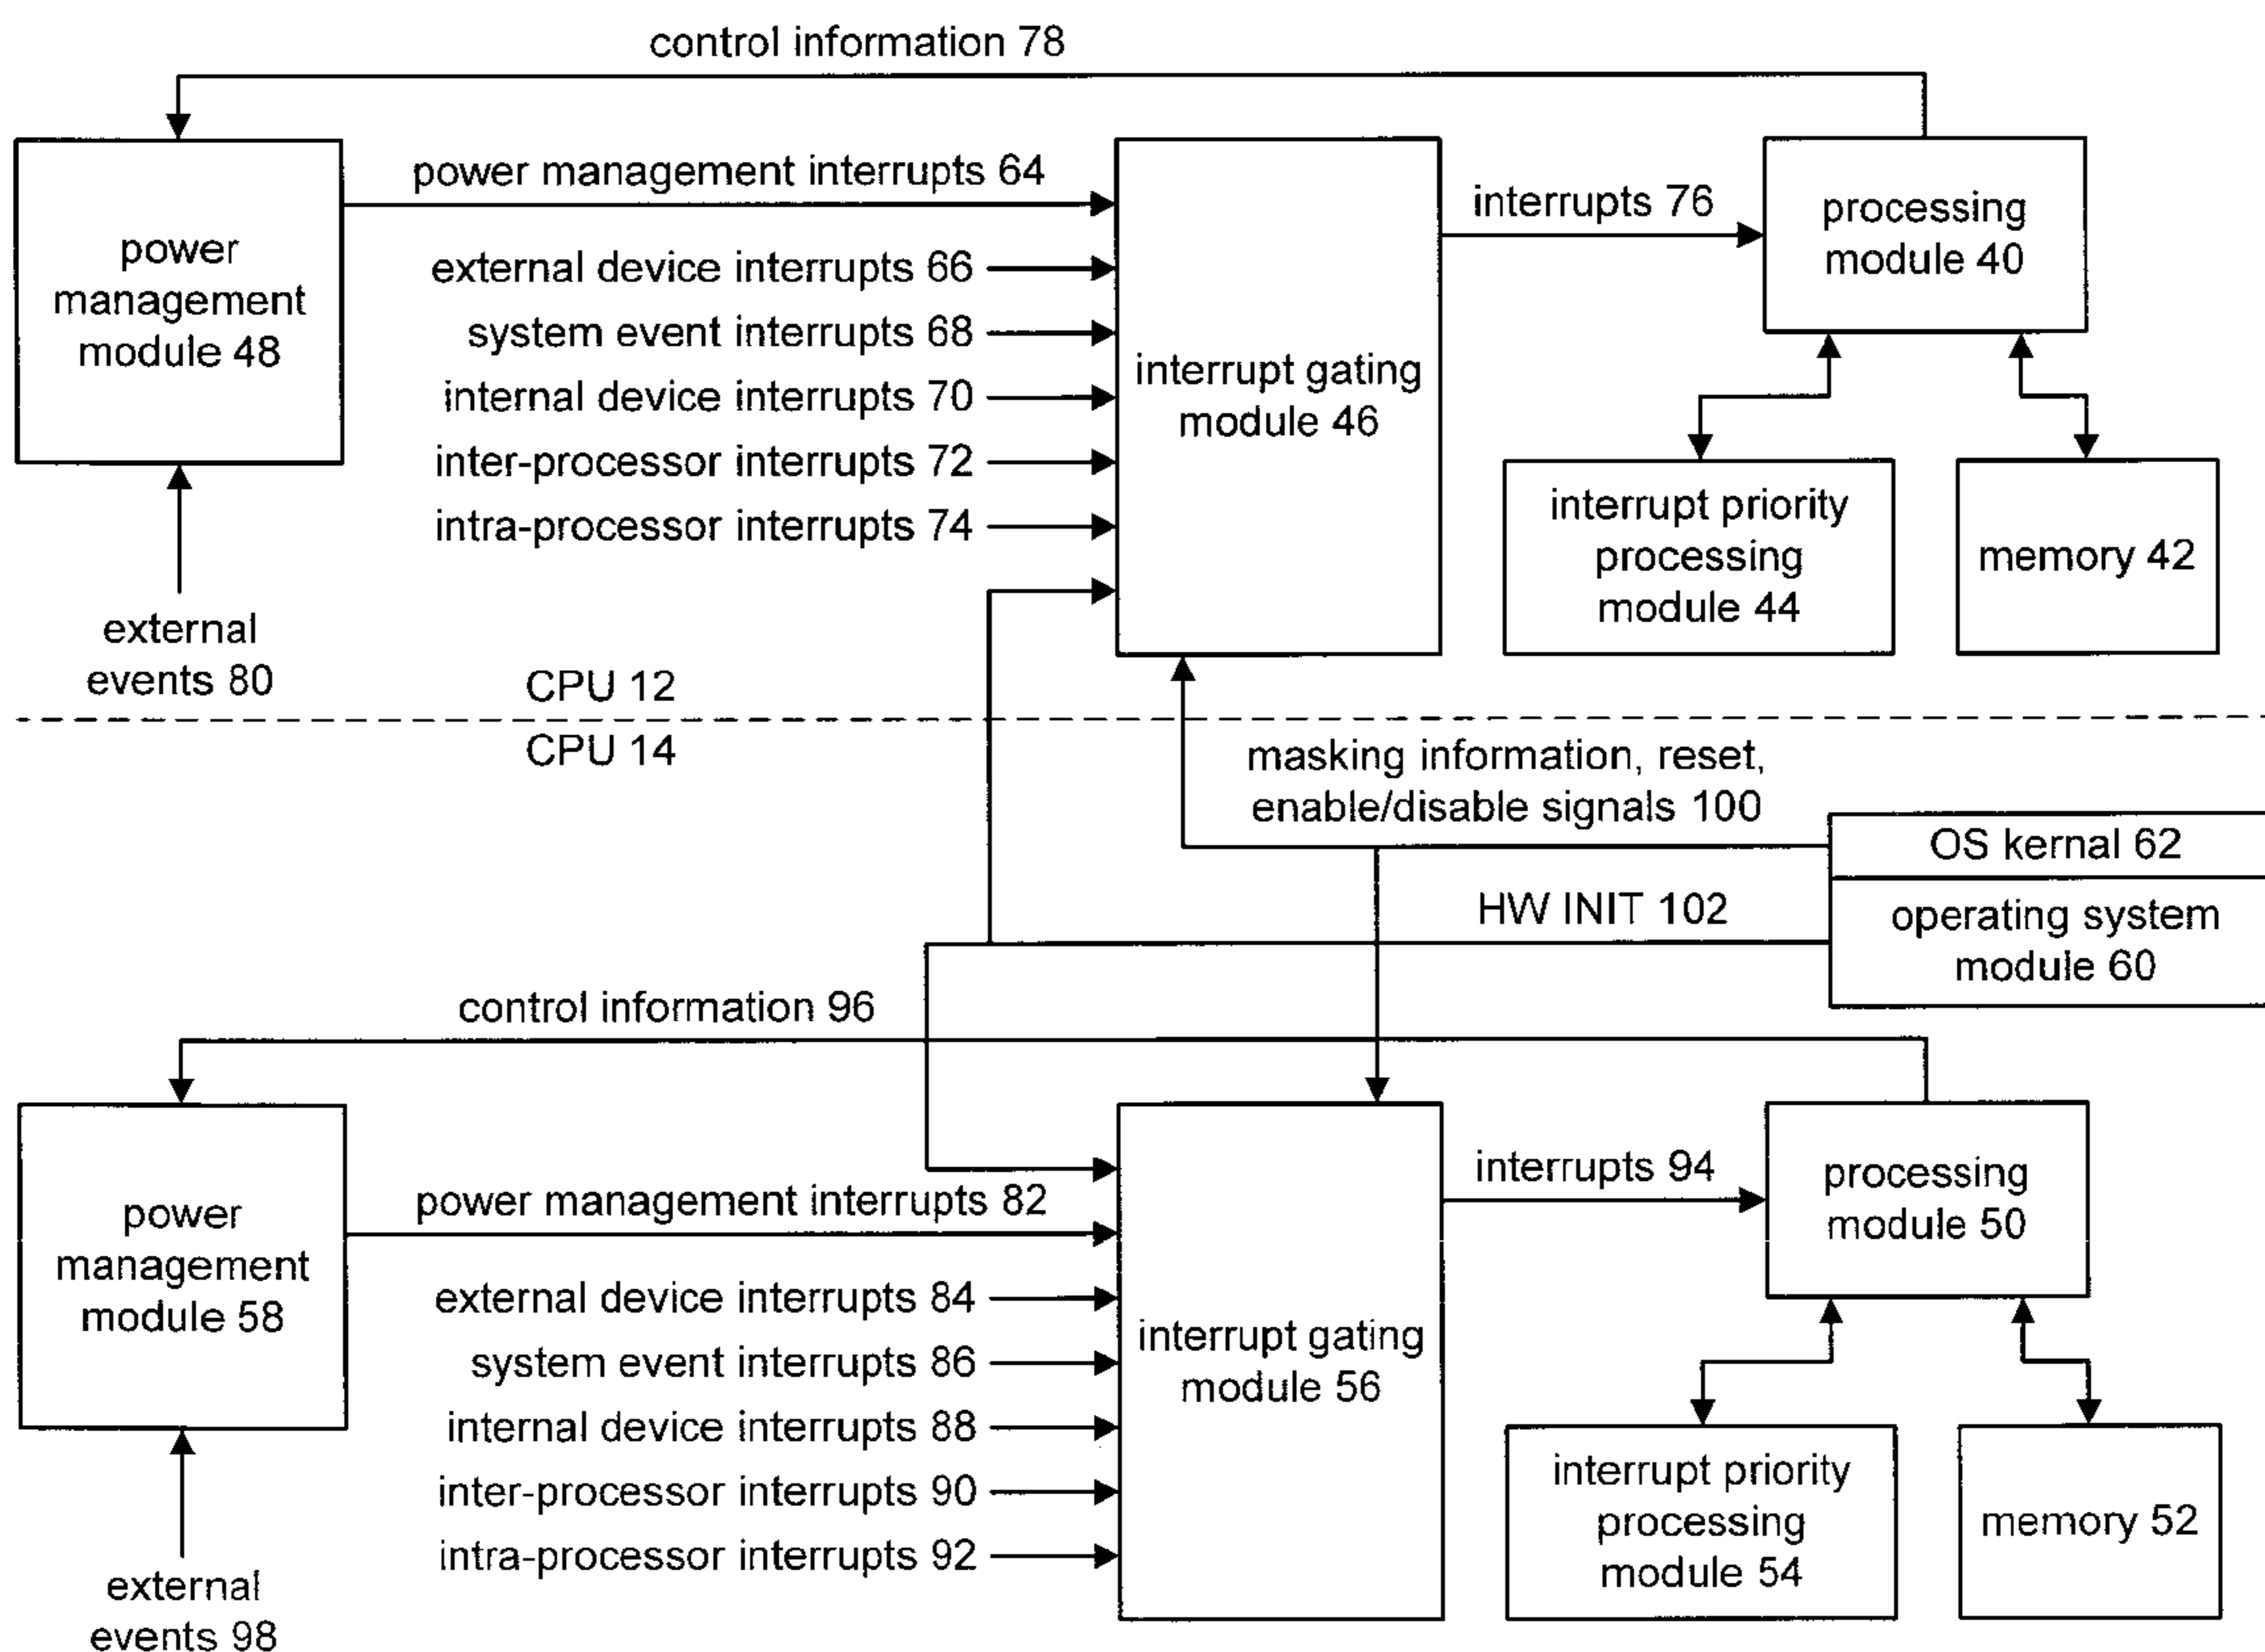 control information 78
power management interrupts 64
power
management
module 48
external device interrupts 66
system event interrupts 68
internal device interrupts 70
inter-processor interrupts 72
intra-processor interrupts 74
interrupt gating
module 46
interrupts 76
processing
module 40
interrupt priority
processing
module 44
memory 42
external
events 80
CPU 12
CPU 14
masking information, reset,
enable/disable signals 100
OS kernal 62
HW INIT 102
operating system
module 60
control information 96
power
management
module 58
power management interrupts 82
external device interrupts 84
system event interrupts 86
internal device interrupts 88
inter-processor interrupts 90
intra-processor interrupts 92
interrupt gating
module 56
interrupts 94
processing
module 50
interrupt priority
processing
module 54
memory 52
external
events 98